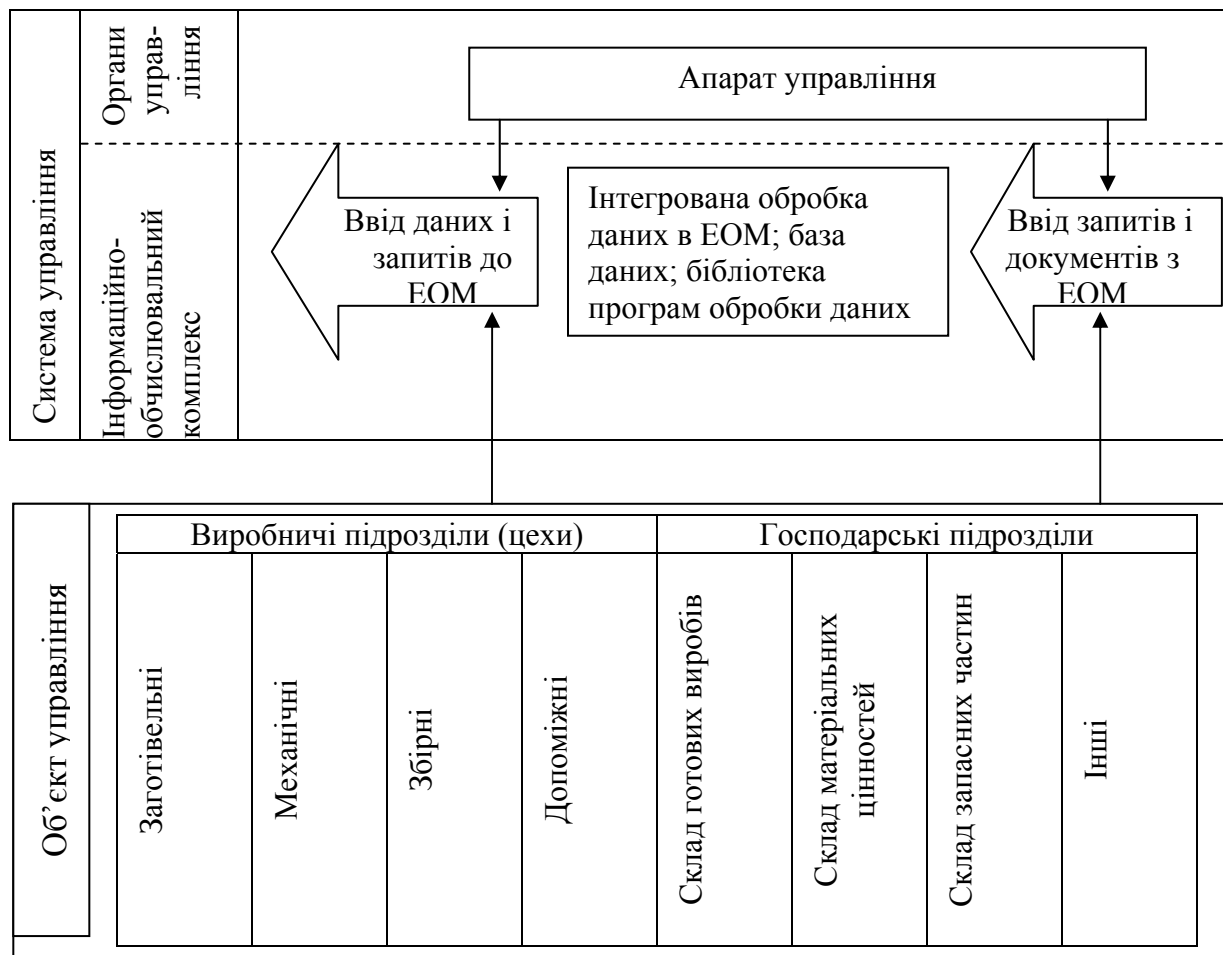 Система управління
Органи
управ-
ління
Апарат управління
Інформаційно-
обчислювальний
комплекс
Ввід даних і
запитів до
ЕОМ
Інтегрована обробка
даних в ЕОМ; база
даних; бібліотека
програм обробки даних
Ввід запитів і
документів з
ЕОМ
Об’єкт управління
Виробничі підрозділи (цехи)
Господарські підрозділи
Заготівельні
Механічні
Збірні
Допоміжні
Склад готових виробів
Склад матеріальних
цінностей
Склад запасних частин
Інші